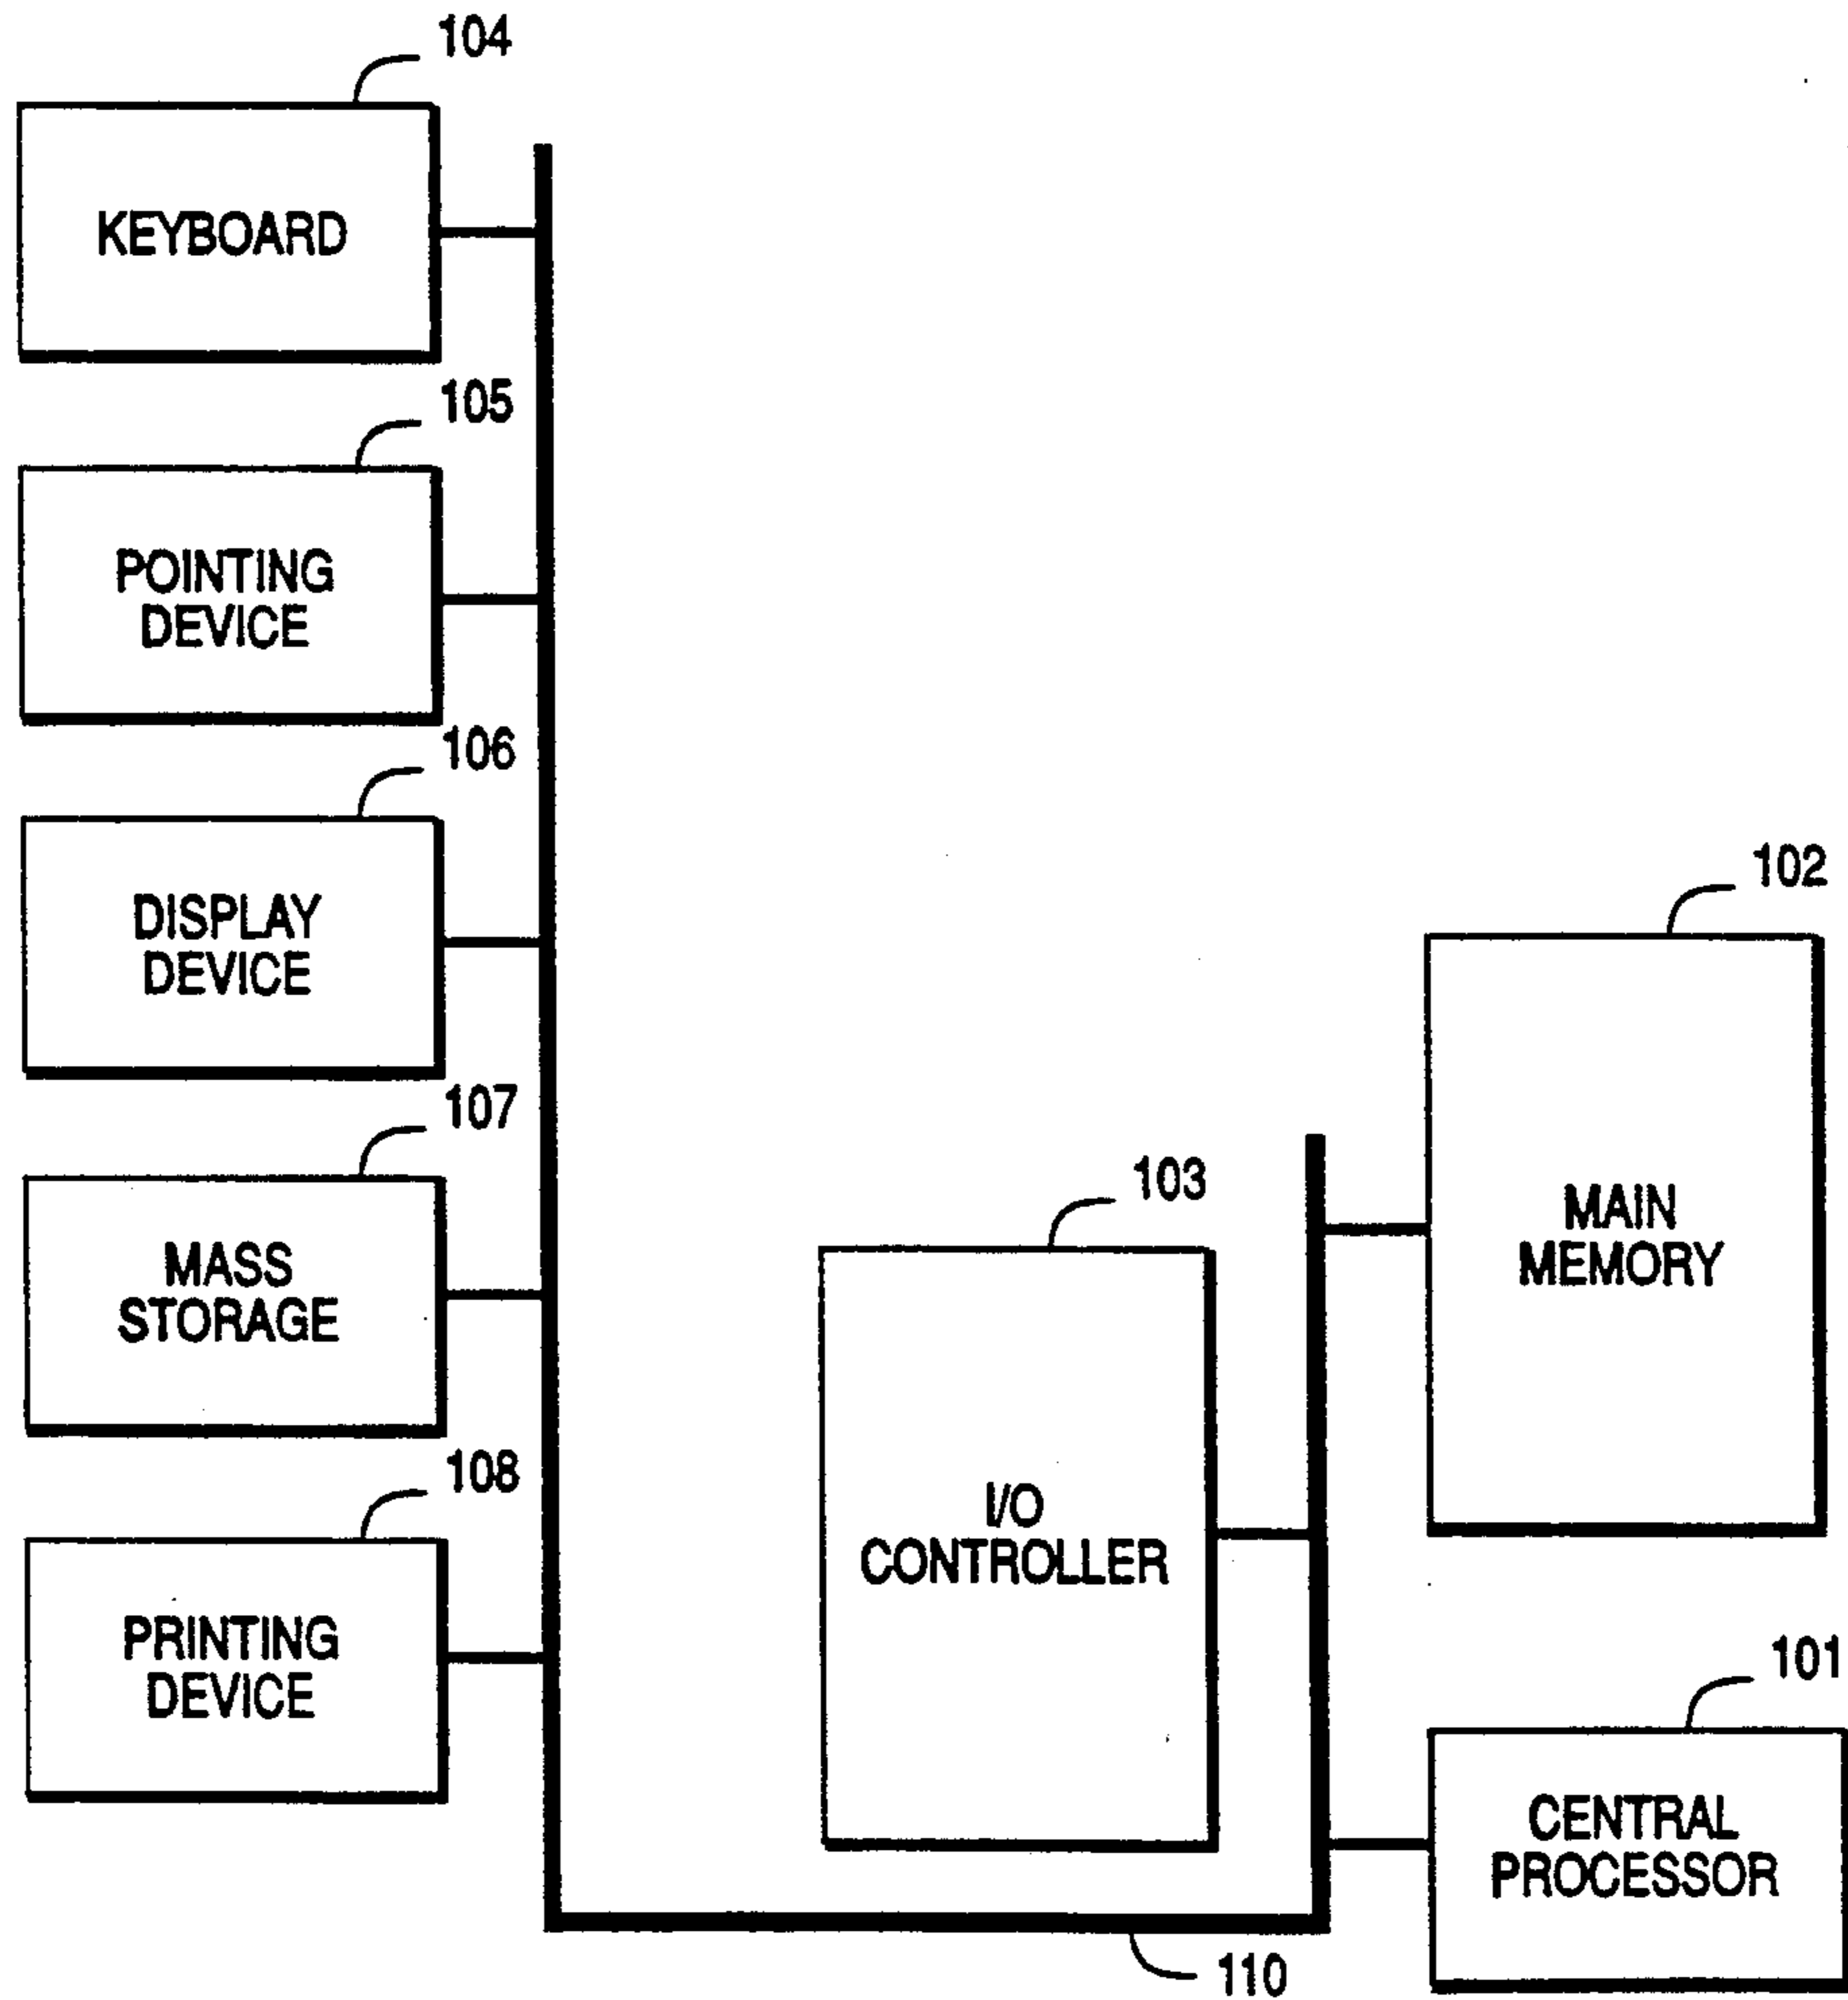 104
KEYBOARD
105
POINTING
DEVICE
106
DISPLAY
DEVICE
107
MASS
STORAGE
108
PRINTING
DEVICE
102
MAIN
MEMORY
103
I/O
CONTROLLER
101
CENTRAL
PROCESSOR
110